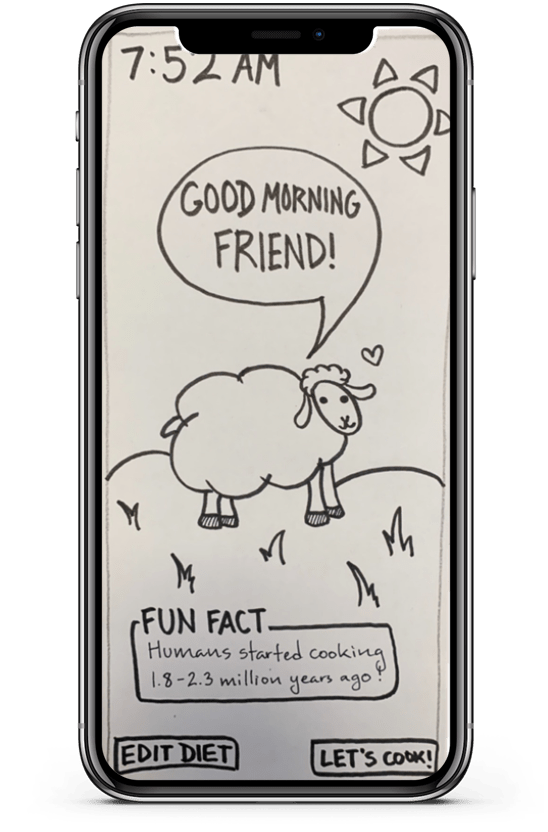 7:52 AM
GOOD MORNING
FRIEND!
FUN FACT
Humans started cooking
1.8-2.3 million years ago!
EDIT DIET
LET'S COOK!